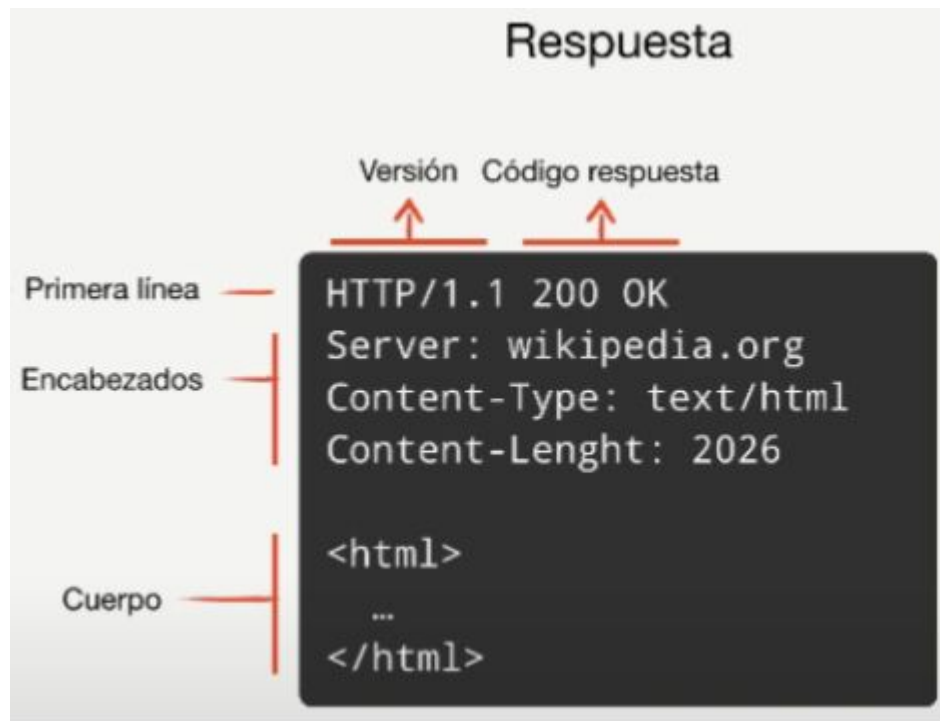 Respuesta
Versión Código respuesta
Primera línea
HTTP/1.1 200 OK
Server: wikipedia.org
Encabezados
Content-Type: text/html
Content-Lenght: 2026
<html>
Cuerpo
...
</html>